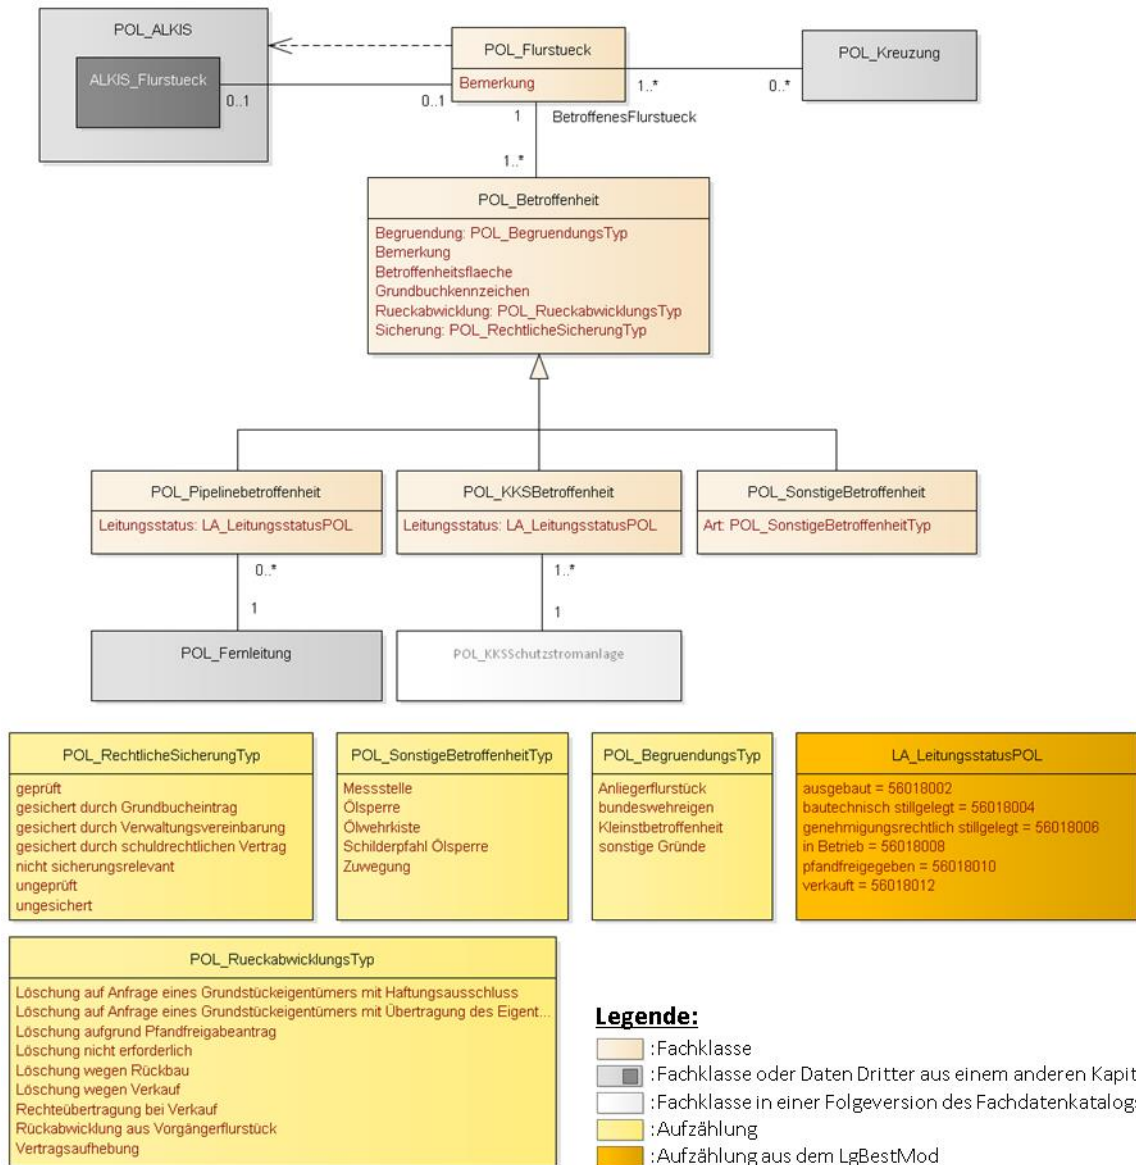 POL_ALKIS
ALKIS_Flurstueck
0..1
0..1
POL_Flurstueck
Bemerkung
1..*
0..*
POL_Kreuzung
1
BetroffenesFlurstueck
1..*
POL_Betroffenheit
Begruendung: POL_BegruendungsTyp
Bemerkung
Betroffenheitsflaeche
Grundbuchkennzeichen
Rueckabwicklung: POL_RueckabwicklungsTyp
Sicherung: POL_RechtlicheSicherungTyp
POL_Pipelinebetroffenheit
Leitungsstatus: LA_LeitungsstatusPOL
POL_KKSBetroffenheit
Leitungsstatus: LA_LeitungsstatusPOL
POL_SonstigeBetroffenheit
Art: POL_SonstigeBetroffenheitTyp
0..*
1
1..*
1
POL_Fernleitung
POL_KKSSchutzstromanlage
POL_RechtlicheSicherungTyp
geprüft
gesichert durch Grundbucheintrag
gesichert durch Verwaltungsvereinbarung
gesichert durch schuldrechtlichen Vertrag
nicht sicherungsrelevant
ungeprüft
ungesichert
POL_SonstigeBetroffenheitTyp
Messstelle
Ölsperre
Ölwehrkiste
Schilderpfahl Ölsperre
Zuwegung
POL_BegruendungsTyp
Anliegerflurstück
bundeswehreigen
Kleinstbetroffenheit
sonstige Gründe
LA_LeitungsstatusPOL
ausgebaut = 56018002
bautechnisch stillgelegt = 56018004
genehmigungsrechtlich stillgelegt = 56018006
in Betrieb = 56018008
pfandfreigegeben = 56018010
verkauft = 56018012
POL_RueckabwicklungsTyp
Löschung auf Anfrage eines Grundstückeigentümers mit Haftungsausschluss
Löschung auf Anfrage eines Grundstückeigentümers mit Übertragung des Eigent...
Löschung aufgrund Pfandfreigabeantrag
Löschung nicht erforderlich
Löschung wegen Rückbau
Löschung wegen Verkauf
Rechteübertragung bei Verkauf
Rückabwicklung aus Vorgängerflurstück
Vertragsaufhebung
Legende:
:Fachklasse
:Fachklasse oder Daten Dritter aus einem anderen Kapit
:Fachklasse in einer Folgeversion des Fachdatenkatalogs
:Aufzählung
:Aufzählung aus dem LgBestMod